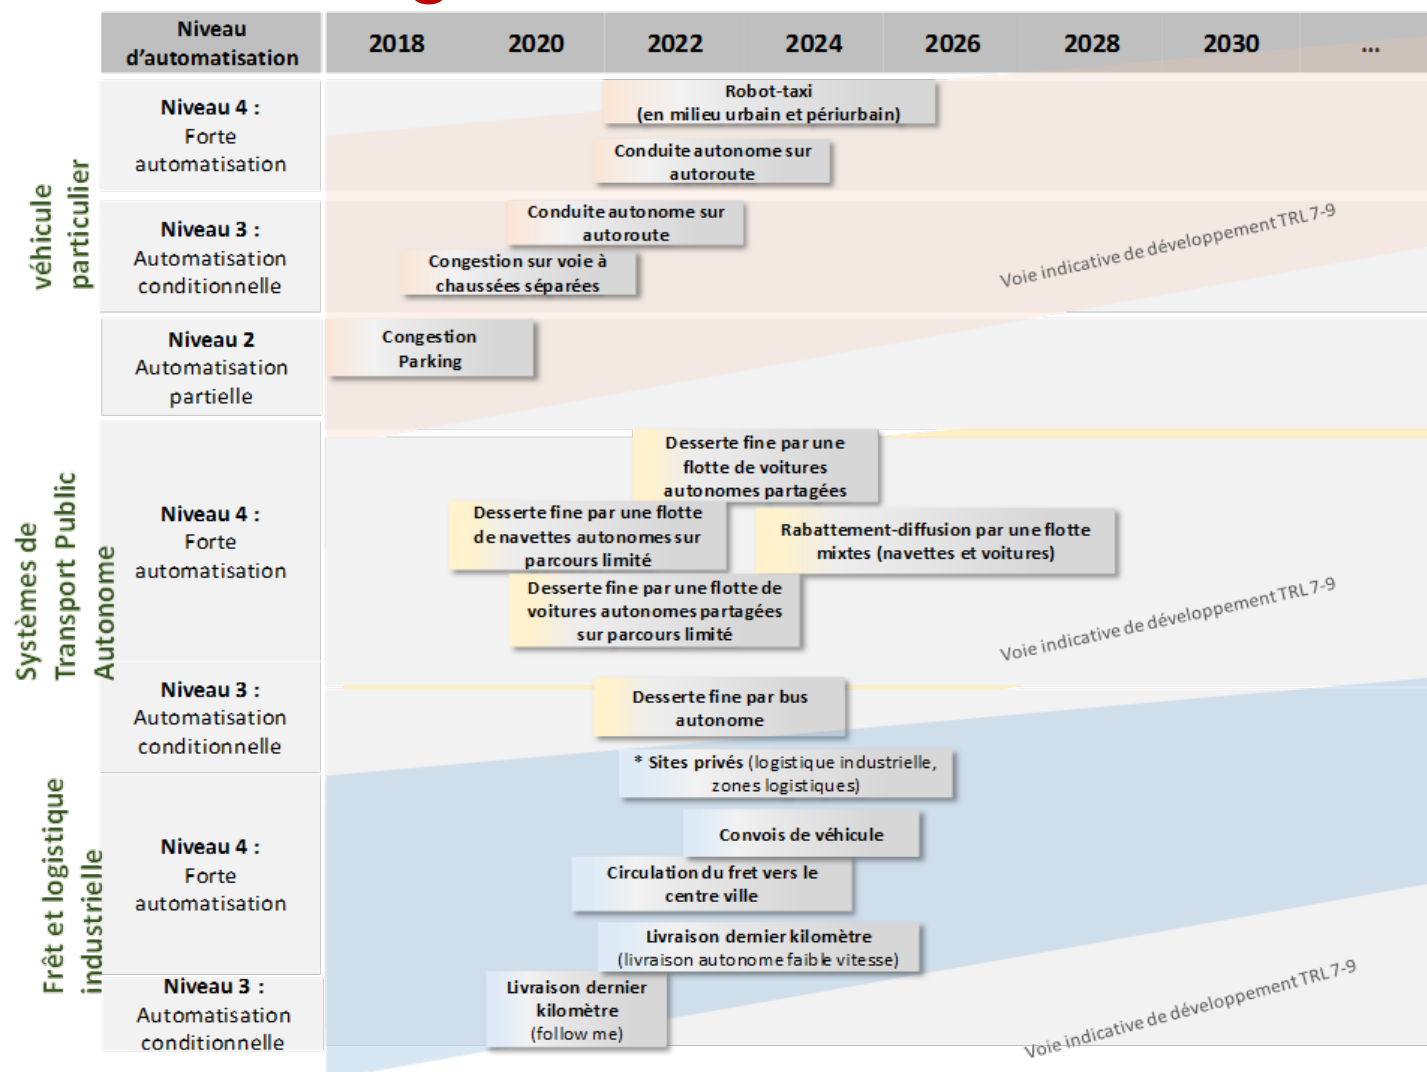 Niveau
d'automatisation
2018
2020
2022
2024
2026
2028
2030
...
véhicule
particulier
Niveau 4 :
Forte
automatisation
Robot-taxi
(en milieu urbain et périurbain)
Conduite autonome sur
autoroute
Niveau 3 :
Automatisation
conditionnelle
Conduite autonome sur
autoroute
Congestion sur voie à
chaussées séparées
Voie indicative de développement TRL 7-9
Niveau 2
Automatisation
partielle
Congestion
Parking
Systèmes de
Transport Public
Autonome
Niveau 4 :
Forte
automatisation
Desserte fine par une
flotte de voitures
autonomes partagées
Desserte fine par une flotte
de navettes autonomes sur
parcours limité
Rabattement-diffusion par une flotte
mixtes (navettes et voitures)
Desserte fine par une flotte de
voitures autonomes partagées
sur parcours limité
Voie indicative de développement TRL 7-9
Niveau 3 :
Automatisation
conditionnelle
Desserte fine par bus
autonome
Frêt et logistique
industrielle
Niveau 4 :
Forte
automatisation
* Sites privés (logistique industrielle,
zones logistiques)
Convois de véhicule
Circulation du fret vers le
centre ville
Livraison dernier kilomètre
(livraison autonome faible vitesse)
Niveau 3 :
Automatisation
conditionnelle
Livraison dernier
kilomètre
(follow me)
Voie indicative de développement TRL 7-9